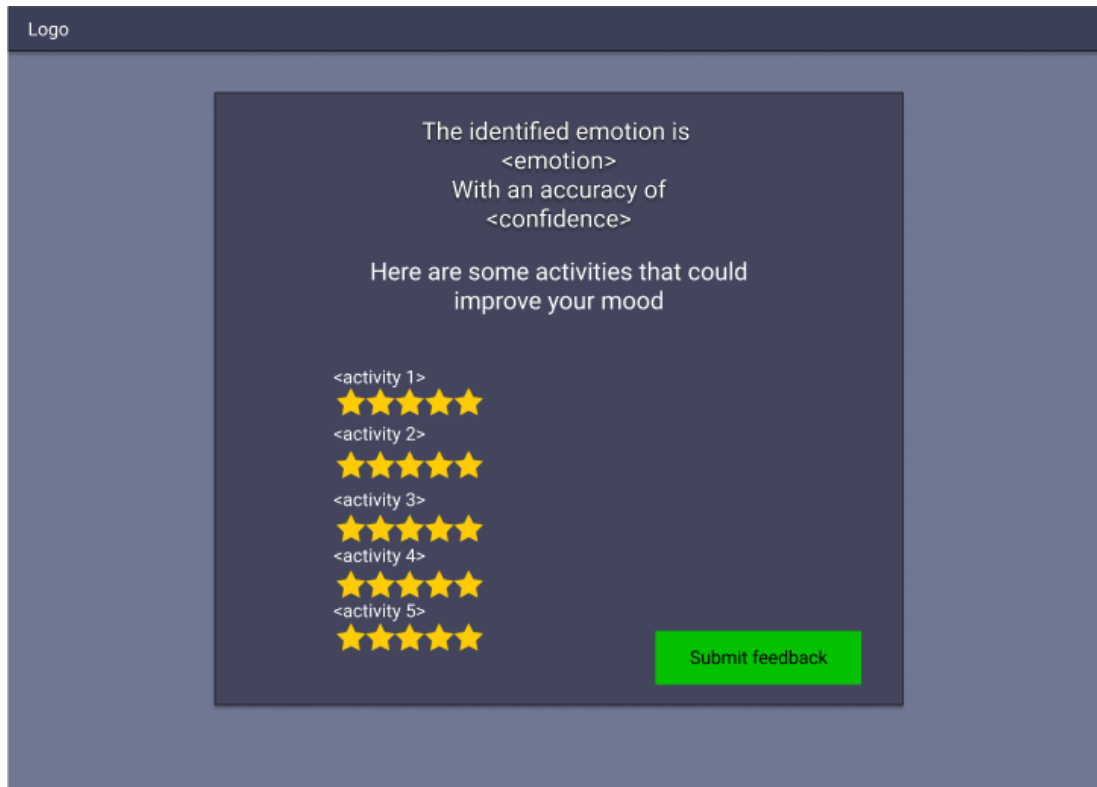 Logo
The identified emotion is
<emotion>
With an accuracy of
<confidence>
Here are some activities that could
improve your mood
<activity 1>
<activity 2>
<activity 3>
<activity 4>
<activity 5>
Submit feedback